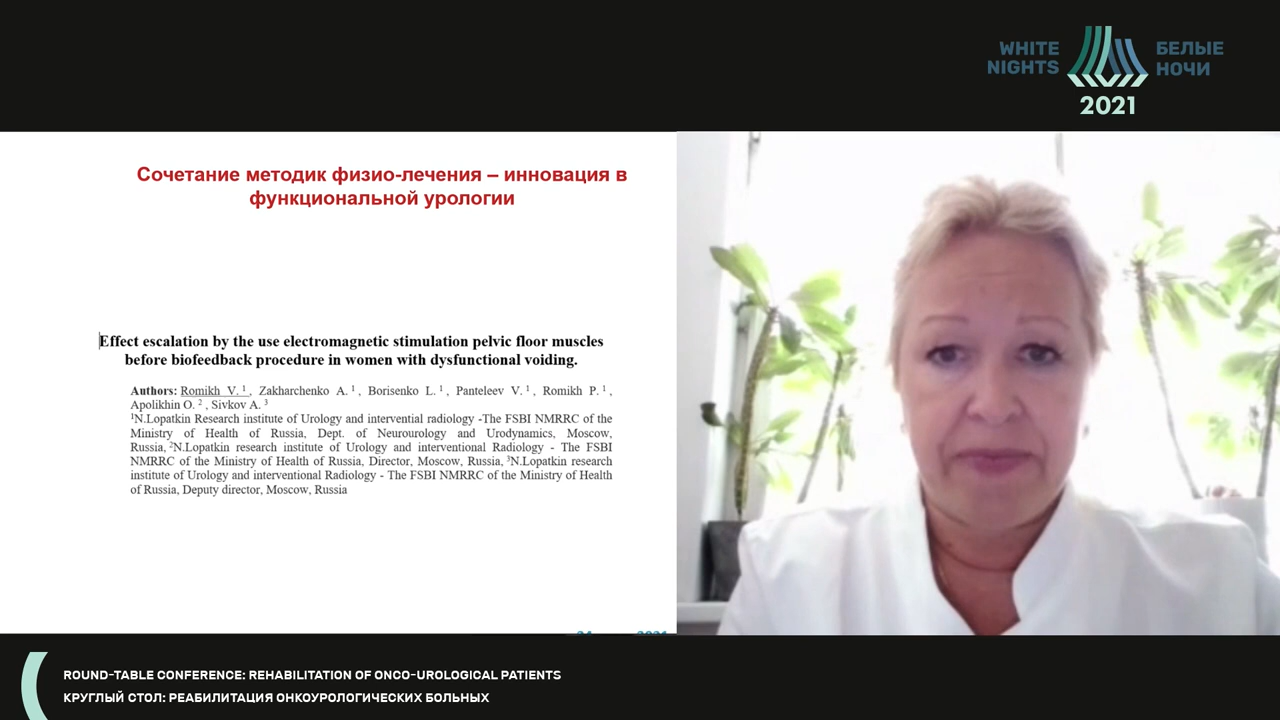 WHITE
NIGHTS
БЕЛЫЕ
НОЧИ
2021
Сочетание методик физио-лечения – инновация в
функциональной урологии
Effect escalation by the use electromagnetic stimulation pelvic floor muscles
before biofeedback procedure in women with dysfunctional voiding.
Authors: Romikh V. ¹ , Zakharchenko A. ¹ , Borisenko L. ¹ , Panteleev V. ¹ , Romikh P. ¹ ,
Apolikhin O. ² , Sivkov A. ³
¹N.Lopatkin Research institute of Urology and intervential radiology -The FSBI NMRRC of the
Ministry of Health of Russia, Dept. of Neurourology and Urodynamics, Moscow,
Russia, ²N.Lopatkin research institute of Urology and interventional Radiology - The FSBI
NMRRC of the Ministry of Health of Russia, Director, Moscow, Russia, ³N.Lopatkin research
institute of Urology and interventional Radiology - The FSBI NMRRC of the Ministry of Health
of Russia, Deputy director, Moscow, Russia
ROUND-TABLE CONFERENCE: REHABILITATION OF ONCO-UROLOGICAL PATIENTS
КРУГЛЫЙ СТОЛ: РЕАБИЛИТАЦИЯ ОНКОУРОЛОГИЧЕСКИХ БОЛЬНЫХ